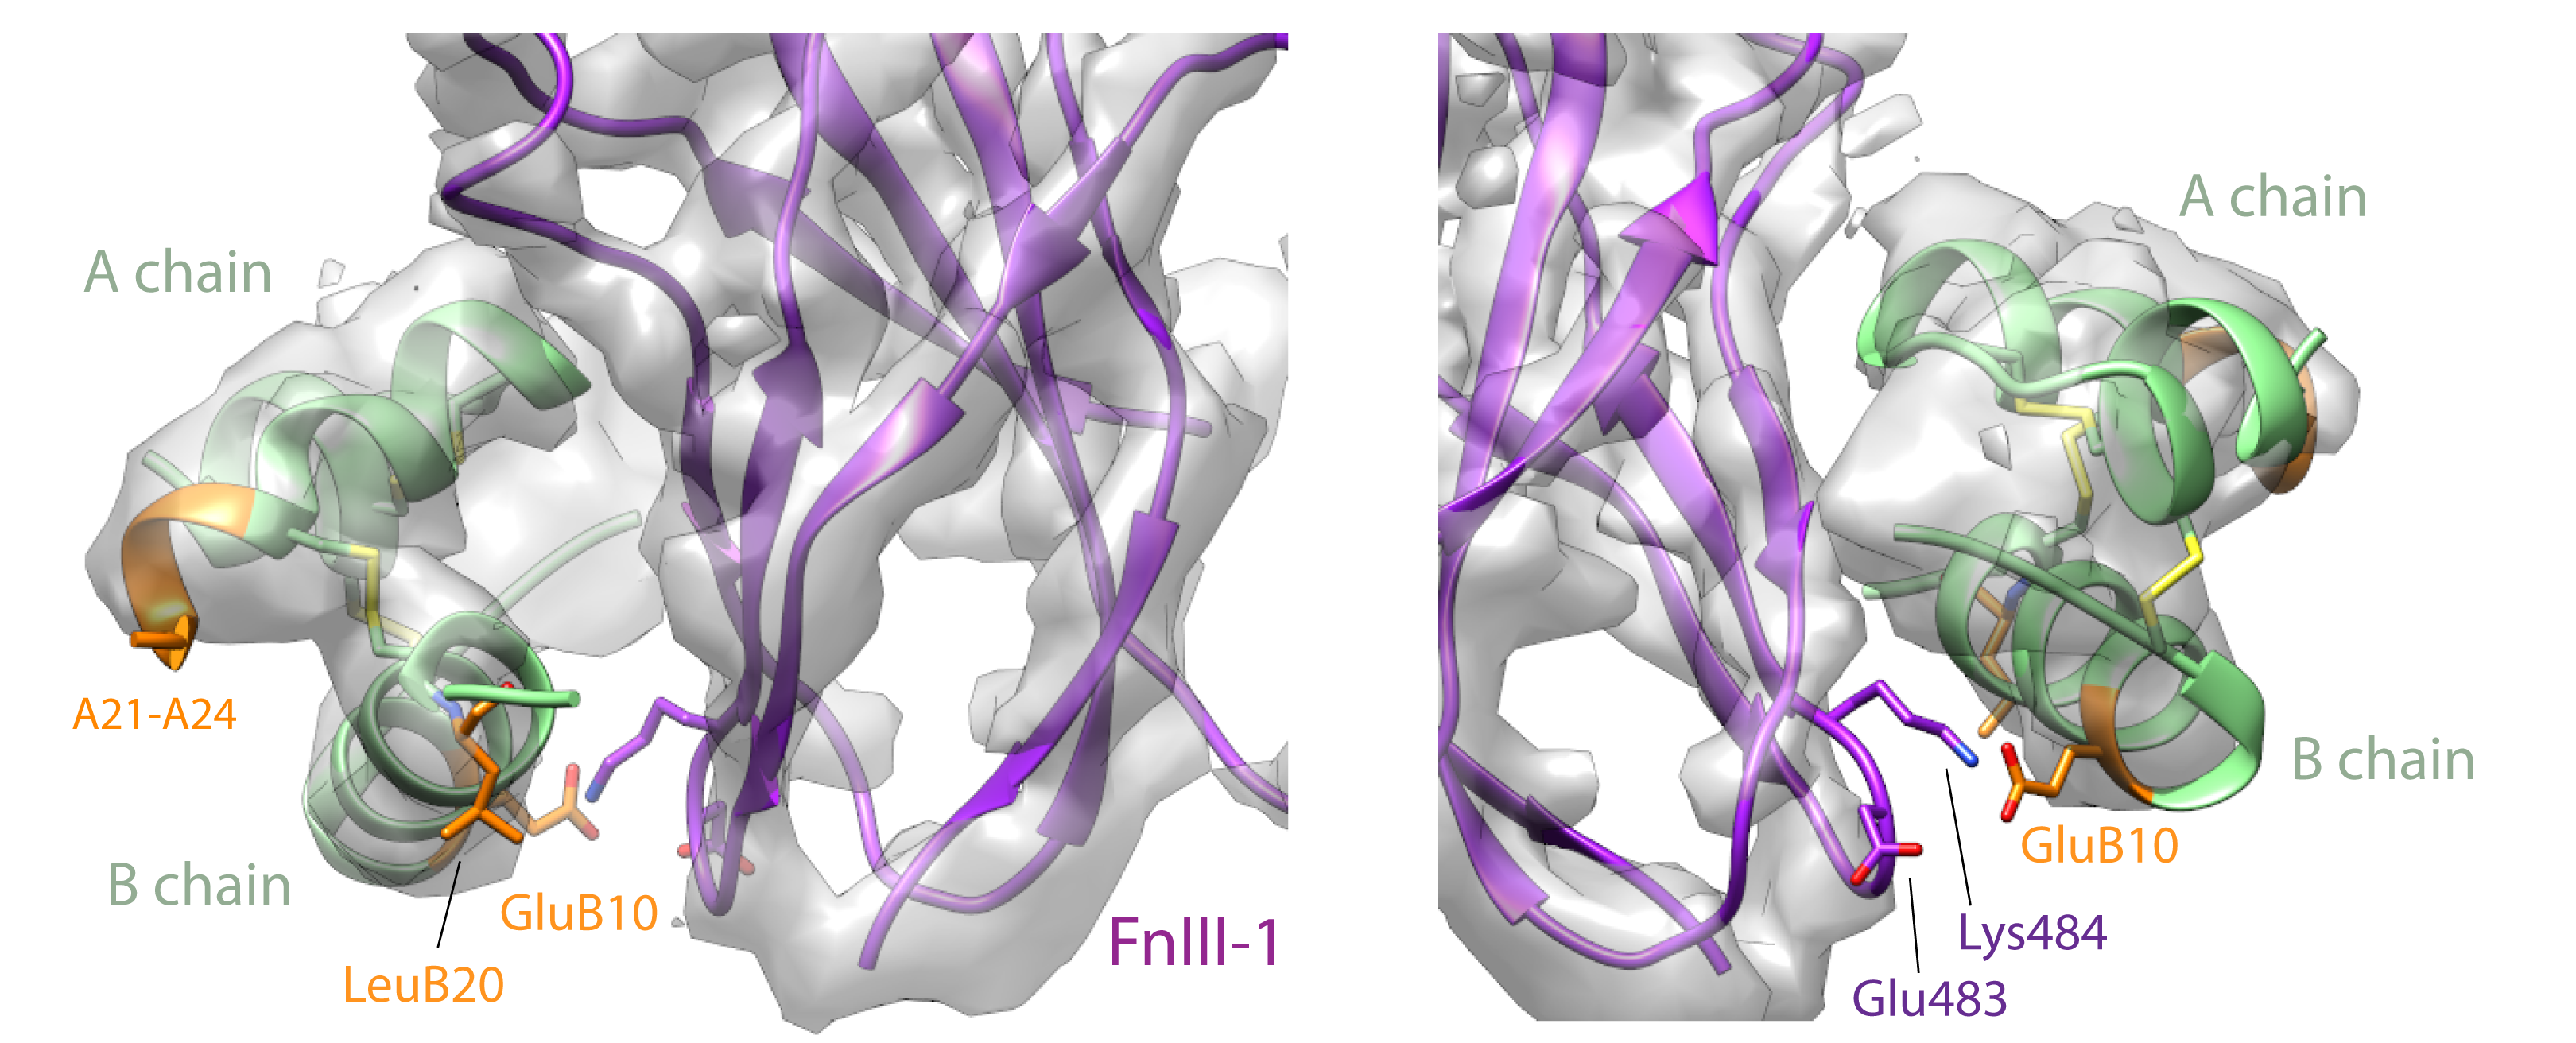 A chain
A21-A24
B chain
GluB10
LeuB20
FnIII-1
A chain
B chain
GluB10
Lys484
Glu483